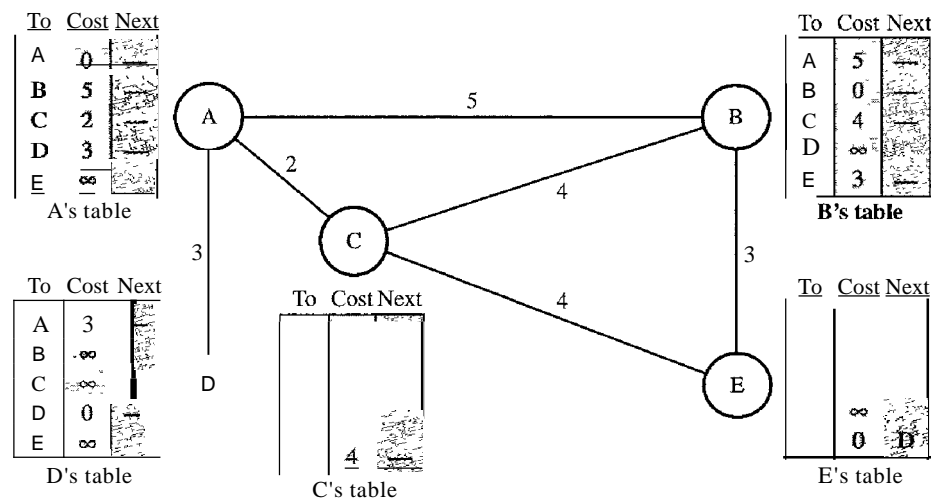 To Cost Next
A 0 —
B 5 —
C 2 —
D 3 —
E ∞
A's table
To Cost Next
A 5 —
B 0 —
C 4 —
D ∞
E 3 —
B's table
A
B
C
D
E
5
2
4
3
4
3
To Cost Next
A 3 —
B ∞
C ∞
D 0 —
E ∞
D's table
To Cost Next
4 —
C's table
To Cost Next
∞
0 D
E's table